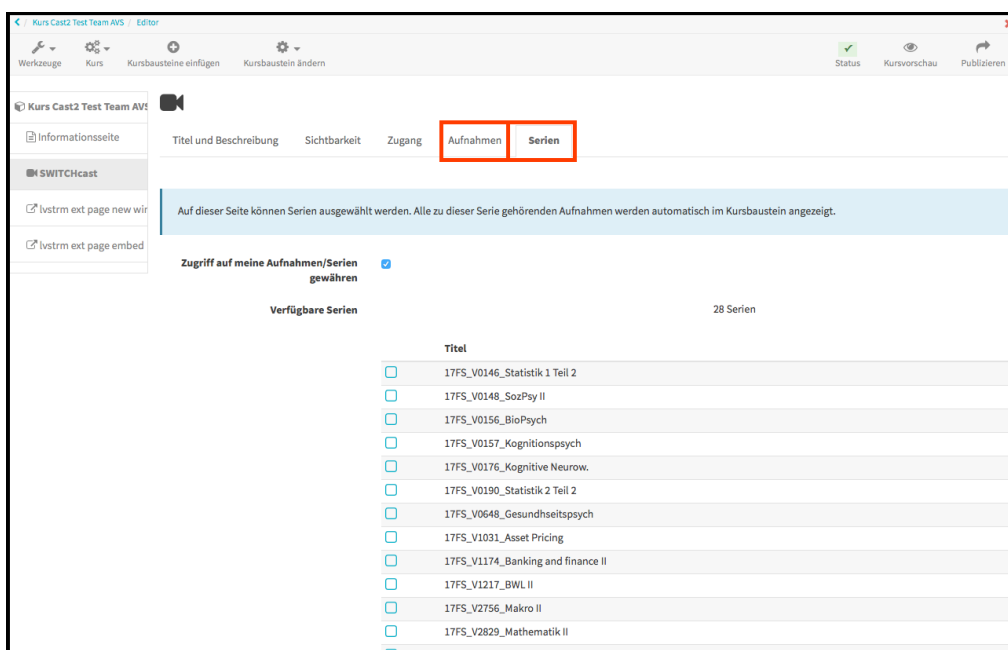 / Kurs Cast2 Test Team AVS / Editor
Werkzeuge Kurs Kursbausteine einfügen Kursbaustein ändern Status Kursvorschau Publizieren
Kurs Cast2 Test Team AVS
Informationsseite
SWITCHcast
lvstrm ext page new wir
lvstrm ext page embed
Titel und Beschreibung Sichtbarkeit Zugang Aufnahmen Serien
Auf dieser Seite können Serien ausgewählt werden. Alle zu dieser Serie gehörenden Aufnahmen werden automatisch im Kursbaustein angezeigt.
Zugriff auf meine Aufnahmen/Serien
gewähren
Verfügbare Serien 28 Serien
Titel
17FS_V0146_Statistik 1 Teil 2
17FS_V0148_SozPsy II
17FS_V0156_BioPsych
17FS_V0157_Kognitionspsych
17FS_V0176_Kognitive Neurow.
17FS_V0190_Statistik 2 Teil 2
17FS_V0648_Gesundhseitspsych
17FS_V1031_Asset Pricing
17FS_V1174_Banking and finance II
17FS_V1217_BWL II
17FS_V2756_Makro II
17FS_V2829_Mathematik II